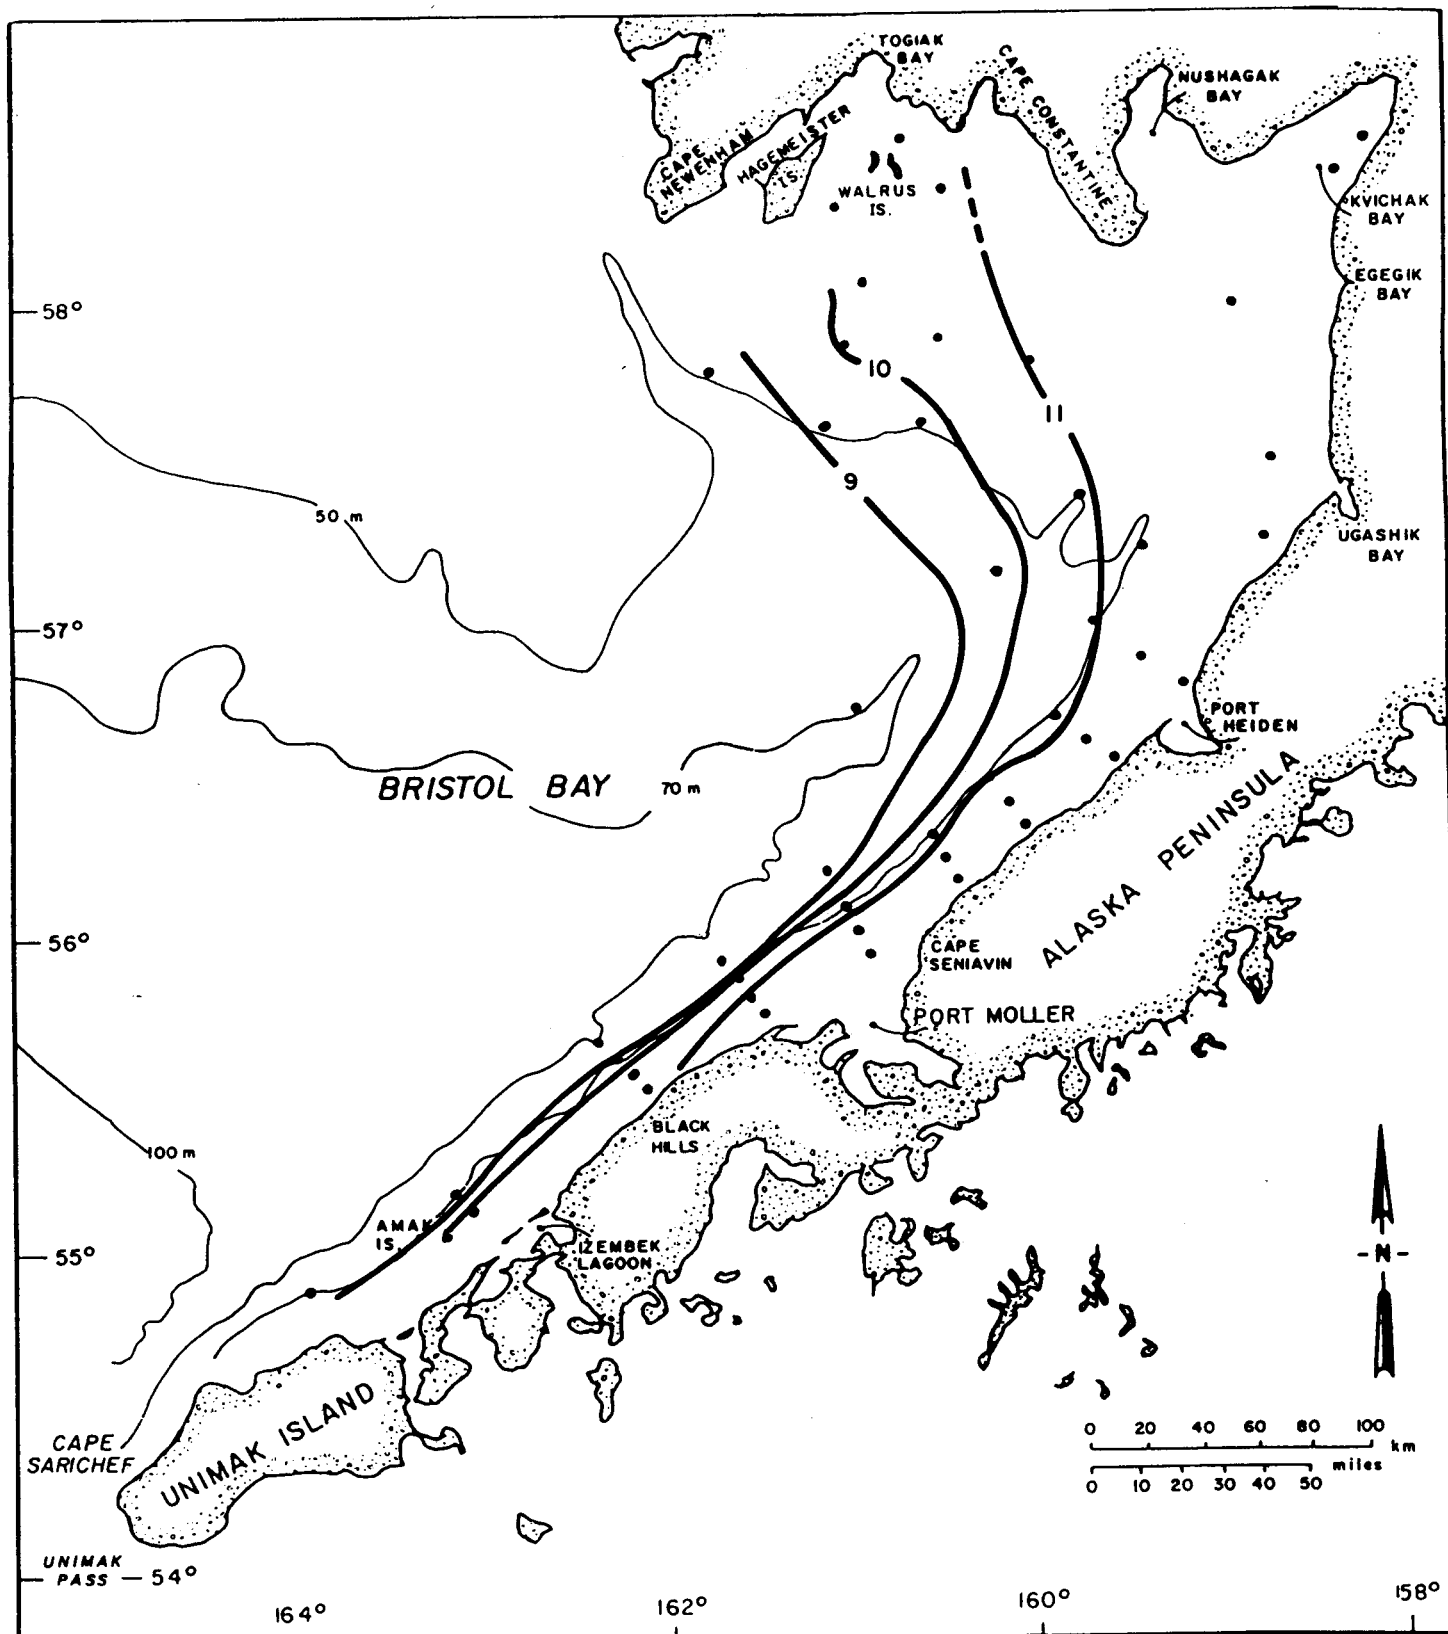 TOGIAK
BAY
CAPE CONSTANTINE
NUSHAGAK
BAY
CAPE
NEWENHAM
HAGEMEISTER
IS.
WALRUS
IS.
KVICHAK
BAY
EGEGIK
BAY
58°
10
11
9
50 m
UGASHIK
BAY
57°
PORT
HEIDEN
BRISTOL BAY
70 m
ALASKA PENINSULA
56°
CAPE
SENIAVIN
PORT MOLLER
BLACK
HILLS
100 m
AMAK
IS.
55°
IZEMBEK
LAGOON
-N-
UNIMAK ISLAND
CAPE
SARICHEF
0 20 40 60 80 100
km
miles
0 10 20 30 40 50
UNIMAK
PASS
54°
164°
162°
160°
158°